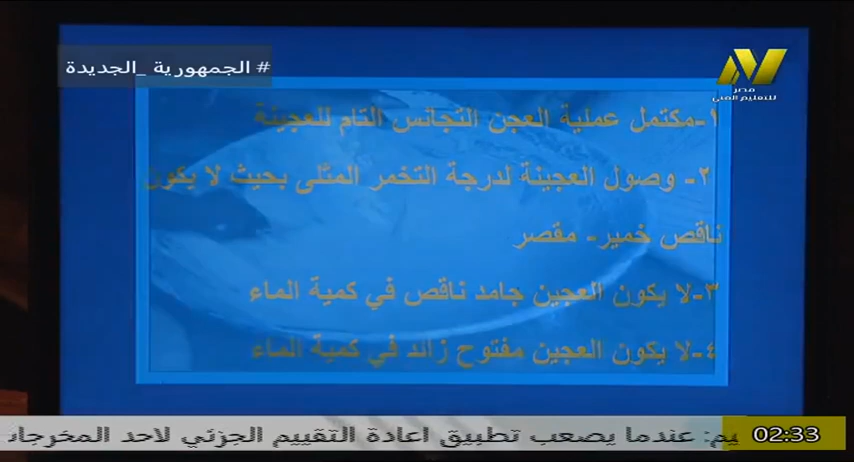 # الجمهورية _الجديدة
مصر
للتعليم الفني
١-مكتمل عملية العجن التجانس التام للعجينة
٢- وصول العجينة لدرجة التخمر المثلى بحيث لا يكون
ناقص خمير- مقصر
٣-لا يكون العجين جامد ناقص في كمية الماء
٤-لا يكون العجين مفتوح زائد في كمية الماء
يم: عندما يصعب تطبيق اعادة التقييم الجزئي لاحد المخرجات
02:33